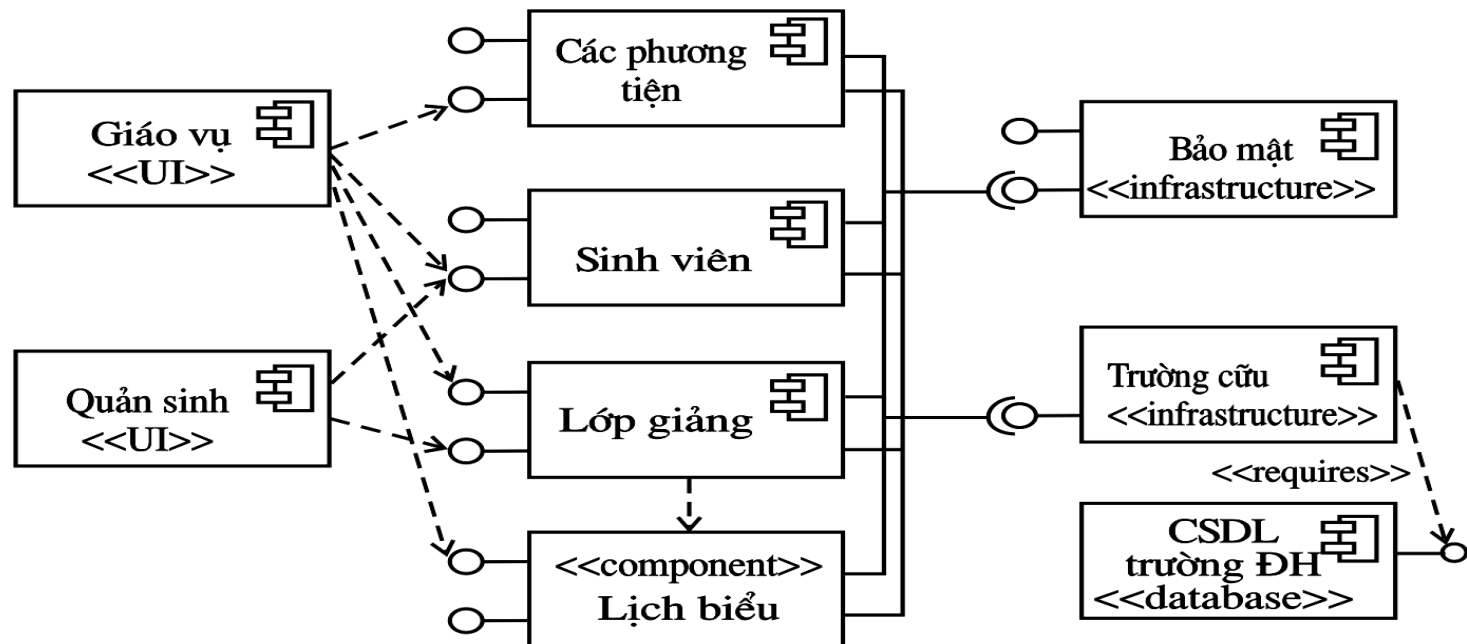 Giáo vụ
<<UI>>
Quản sinh
<<UI>>
Các phương
tiện
Sinh viên
Lớp giảng
<<component>>
Lịch biểu
Bảo mật
<<infrastructure>>
Trường cữu
<<infrastructure>>
<<requires>>
CSDL
trường ĐH
<<database>>